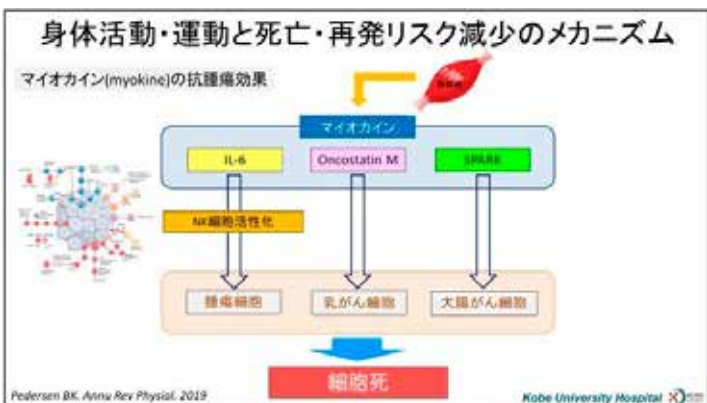 身体活動・運動と死亡・再発リスク減少のメカニズム
マイオカイン(myokine)の抗腫瘍効果
マイオカイン
IL-6
Oncostatin M
SPARK
NK細胞活性化
腫瘍細胞
乳がん細胞
大腸がん細胞
細胞死
Pedersen BK. Annu Rev Physiol. 2019
Kobe University Hospital